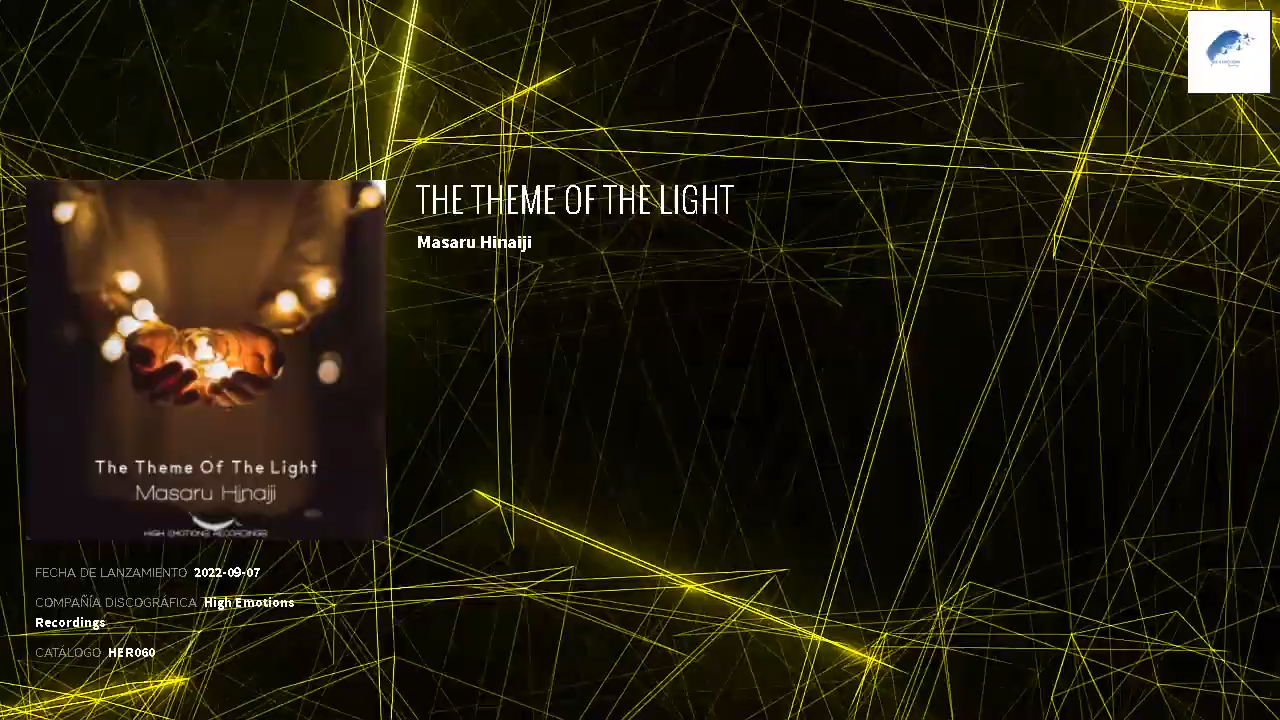 THE THEME OF THE LIGHT
Masaru Hinaiji
The Theme Of The Light
Masaru Hinaiji
HIGH EMOTIONS RECORDINGS
FECHA DE LANZAMIENTO 2022-09-07
COMPAÑÍA DISCOGRÁFICA High Emotions
Recordings
CATÁLOGO HER060